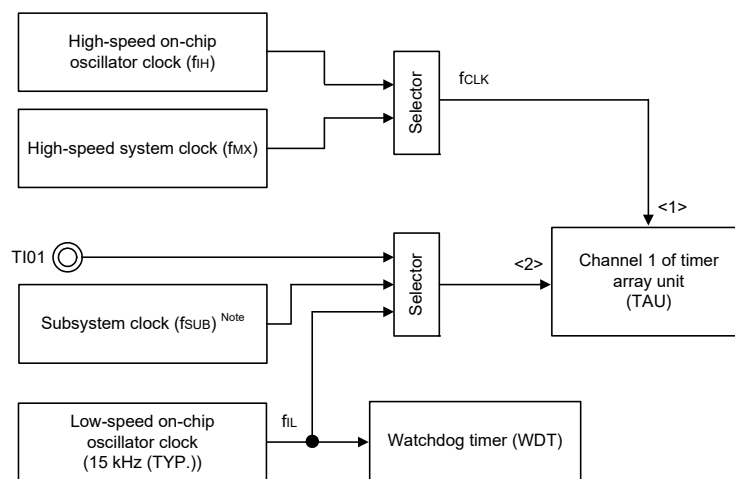 High-speed on-chip
oscillator clock (fIH)
Selector
fCLK
High-speed system clock (fMX)
<1>
TI01
Selector
<2>
Channel 1 of timer
array unit
(TAU)
Subsystem clock (fSUB) Note
Low-speed on-chip
oscillator clock
(15 kHz (TYP.))
fIL
Watchdog timer (WDT)